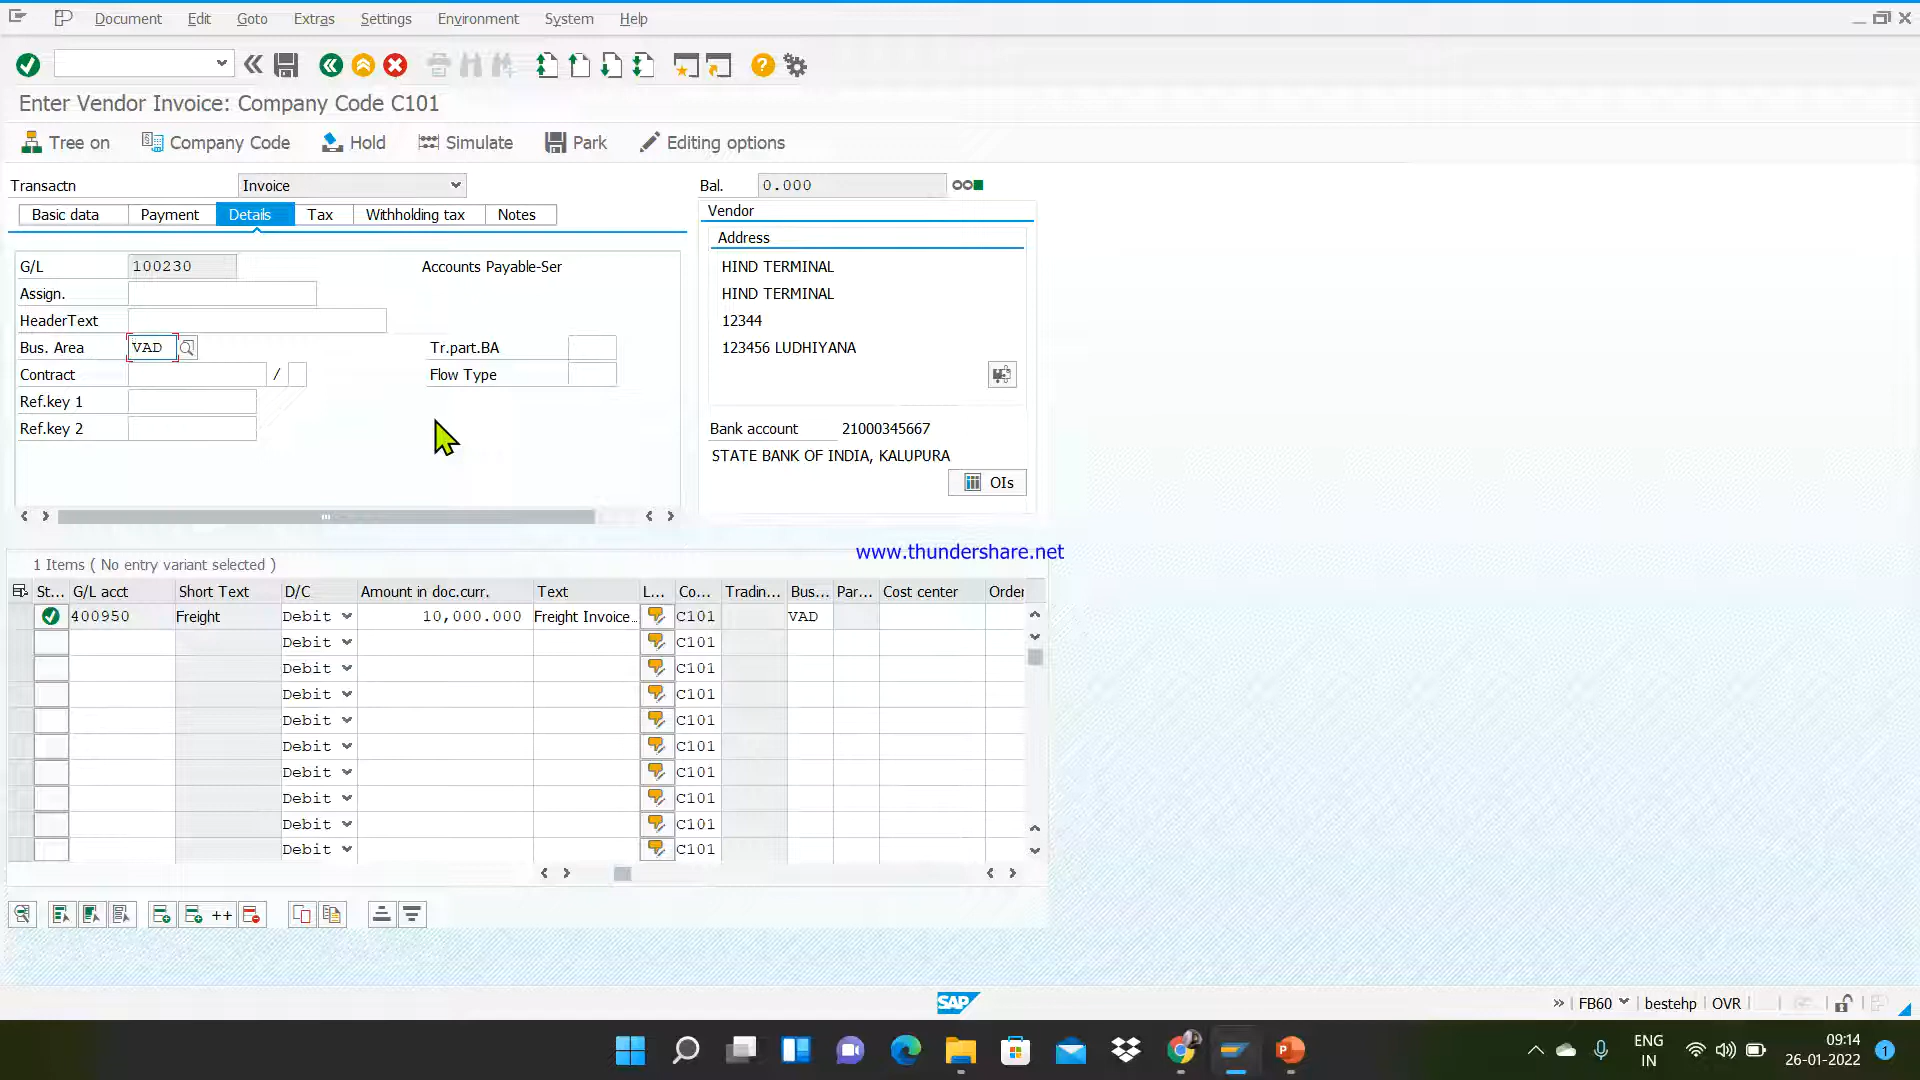 Document Edit Goto Extras Settings Environment System Help
Enter Vendor Invoice: Company Code C101
Tree on Company Code Hold Simulate Park Editing options
Transactn Invoice Bal. 0.000
Basic data Payment Details Tax Withholding tax Notes
Vendor
Address
G/L 100230 Accounts Payable-Ser
HIND TERMINAL
Assign.
HIND TERMINAL
HeaderText
12344
Bus. Area VAD Tr.part.BA
123456 LUDHIYANA
Contract / Flow Type
Ref.key 1
Ref.key 2
Bank account 21000345667
STATE BANK OF INDIA, KALUPURA
OIs
www.thundershare.net
1 Items ( No entry variant selected )
St... G/L acct Short Text D/C Amount in doc.curr. Text L... Co... Tradin... Bus... Par... Cost center Order
400950 Freight Debit 10,000.000 Freight Invoice... C101 VAD
Debit C101
Debit C101
Debit C101
Debit C101
Debit C101
Debit C101
Debit C101
Debit C101
Debit C101
++
SAP
FB60 bestehp OVR
ENG
IN
09:14
26-01-2022
1